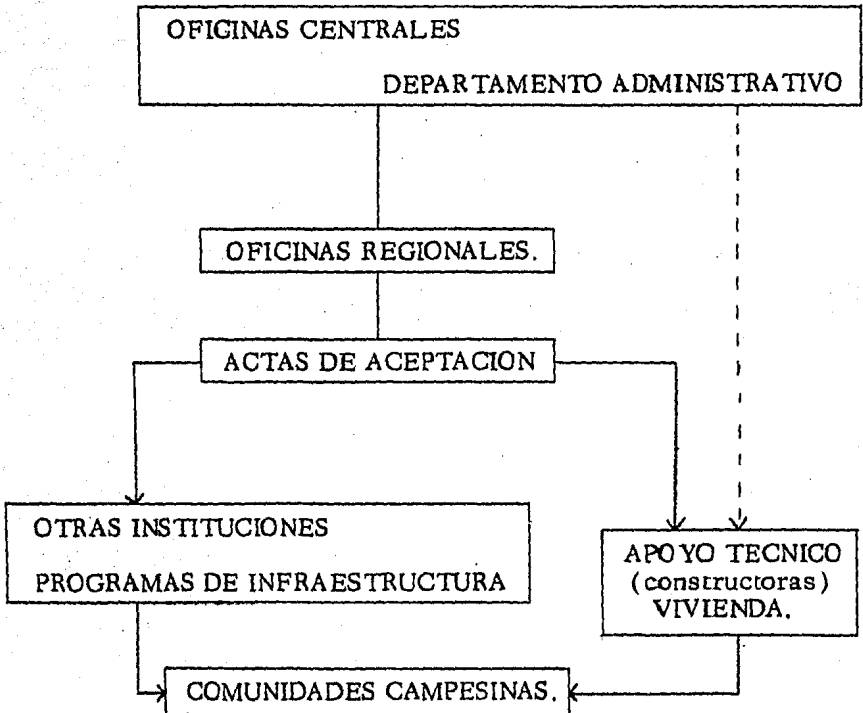 OFICINAS CENTRALES
DEPARTAMENTO ADMINISTRATIVO
OFICINAS REGIONALES.
ACTAS DE ACEPTACION
OTRAS INSTITUCIONES
PROGRAMAS DE INFRAESTRUCTURA
APOYO TECNICO
(constructoras)
VIVIENDA.
COMUNIDADES CAMPESINAS.